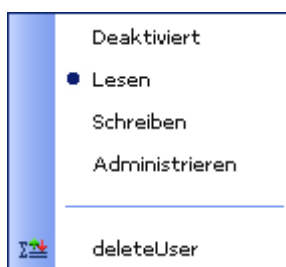 Deaktiviert
Lesen
Schreiben
Administrieren
deleteUser